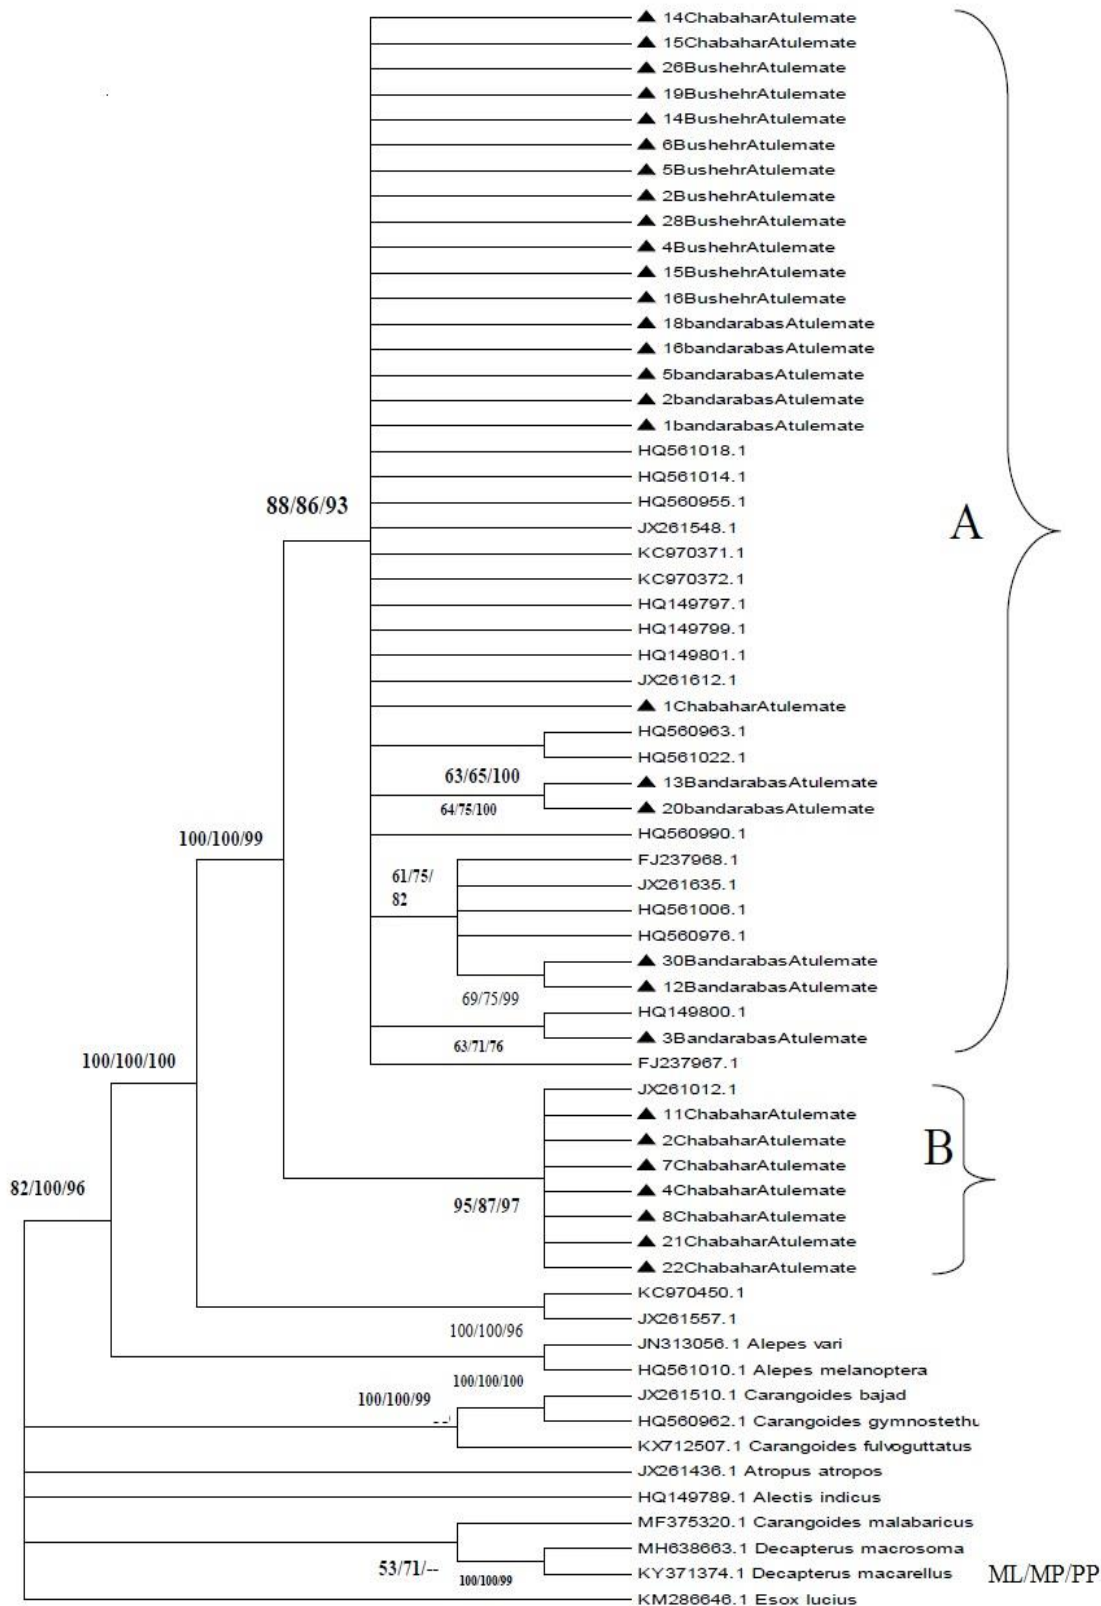 ▲ 14ChabaharAtulemate
▲ 15ChabaharAtulemate
▲ 26BushehrAtulemate
▲ 19BushehrAtulemate
▲ 14BushehrAtulemate
▲ 6BushehrAtulemate
▲ 5BushehrAtulemate
▲ 2BushehrAtulemate
▲ 28BushehrAtulemate
▲ 4BushehrAtulemate
▲ 15BushehrAtulemate
▲ 16BushehrAtulemate
▲ 18bandarabasAtulemate
▲ 16bandarabasAtulemate
▲ 5bandarabasAtulemate
▲ 2bandarabasAtulemate
▲ 1bandarabasAtulemate
HQ561018.1
HQ561014.1
88/86/93
HQ560955.1
A
JX261548.1
KC970371.1
KC970372.1
HQ149797.1
HQ149799.1
HQ149801.1
JX261612.1
▲ 1ChabaharAtulemate
HQ560963.1
HQ561022.1
63/65/100
▲ 13BandarabasAtulemate
64/75/100
▲ 20bandarabasAtulemate
100/100/99
HQ560990.1
FJ237968.1
61/75/
82
JX261635.1
HQ561006.1
HQ560976.1
▲ 30BandarabasAtulemate
▲ 12BandarabasAtulemate
69/75/99
HQ149800.1
▲ 3BandarabasAtulemate
63/71/76
100/100/100
FJ237967.1
JX261012.1
▲ 11ChabaharAtulemate
▲ 2ChabaharAtulemate
B
▲ 7ChabaharAtulemate
82/100/96
▲ 4ChabaharAtulemate
95/87/97
▲ 8ChabaharAtulemate
▲ 21ChabaharAtulemate
▲ 22ChabaharAtulemate
KC970450.1
JX261557.1
100/100/96
JN313056.1 Alepes vari
HQ561010.1 Alepes melanoptera
100/100/100
JX261510.1 Carangoides bajad
100/100/99
--
HQ560962.1 Carangoides gymnostethu
KX712507.1 Carangoides fulvoguttatus
JX261436.1 Atropus atropos
HQ149789.1 Alectis indicus
MF375320.1 Carangoides malabaricus
MH638663.1 Decapterus macrosoma
53/71/--
100/100/99
KY371374.1 Decapterus macarellus
ML/MP/PP
KM286646.1 Esox lucius